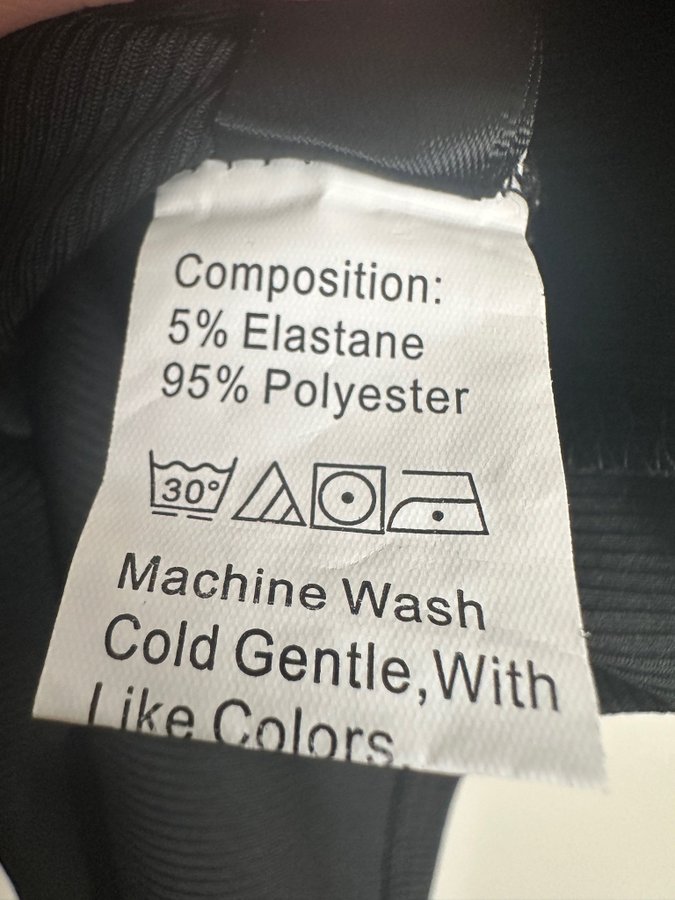 Composition:
5% Elastane
95% Polyester
30°
Machine Wash
Cold Gentle,With
Like Colors.